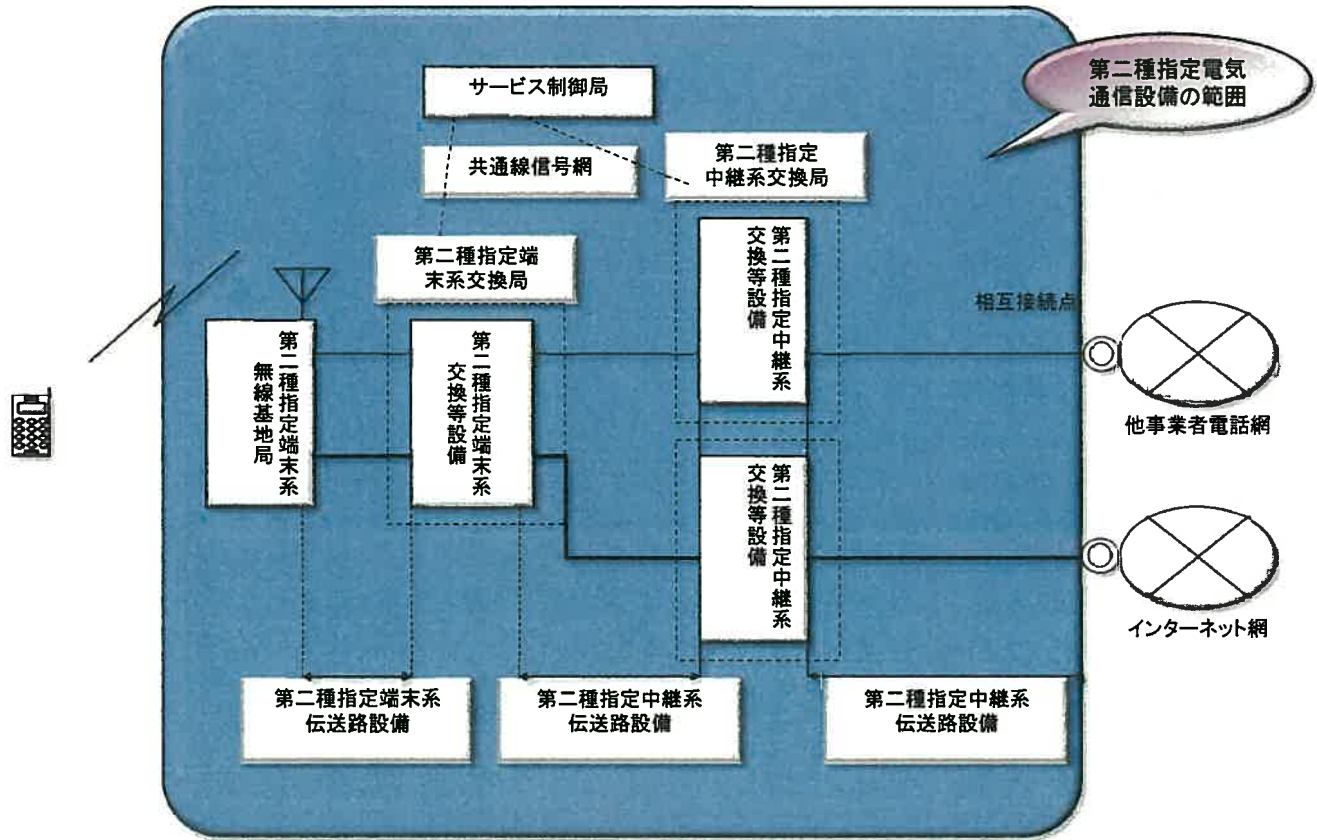 第二種指定電気
通信設備の範囲
サービス制御局
共通線信号網
第二種指定
中継系交換局
第二種指定端
末系交換局
第二種指定端末系
無線基地局
第二種指定端末系
交換等設備
第二種指定中継系
交換等設備
相互接続点
他事業者電話網
第二種指定中継系
交換等設備
インターネット網
第二種指定端末系
伝送路設備
第二種指定中継系
伝送路設備
第二種指定中継系
伝送路設備